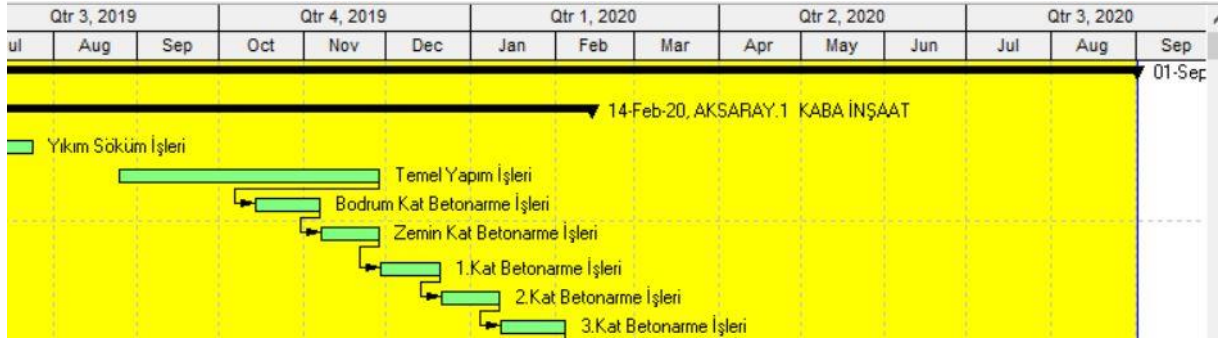 Qtr 3, 2019 Qtr 4, 2019 Qtr 1, 2020 Qtr 2, 2020 Qtr 3, 2020
ul Aug Sep Oct Nov Dec Jan Feb Mar Apr May Jun Jul Aug Sep
01-Sep
14-Feb-20, AKSARAY.1 KABA İNŞAAT
Yıkım Söküm İşleri
Temel Yapım İşleri
Bodrum Kat Betonarme İşleri
Zemin Kat Betonarme İşleri
1.Kat Betonarme İşleri
2.Kat Betonarme İşleri
3.Kat Betonarme İşleri